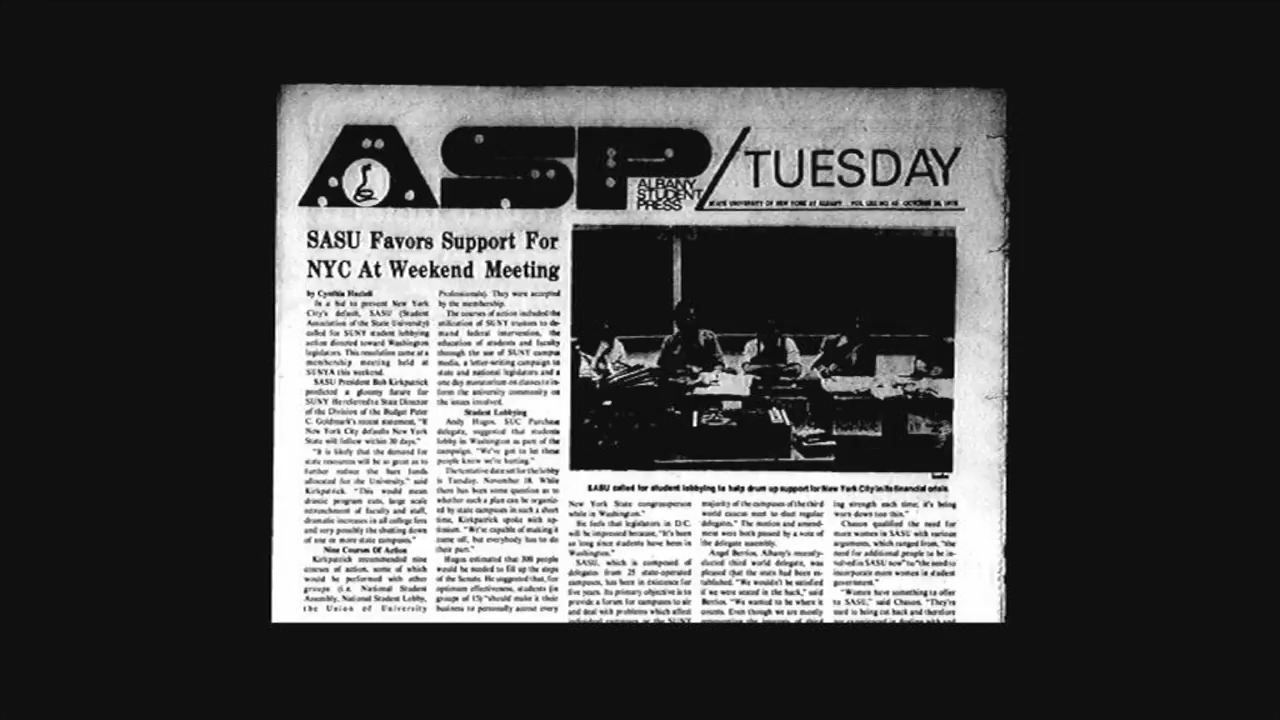 ASP/TUESDAY
ALBANY
STUDENT
PRESS
STATE UNIVERSITY OF NEW YORK AT ALBANY VOL. NO. OCTOBER
SASU Favors Support For
NYC At Weekend Meeting
by Cynthia
In a bid to prevent New York
City's default, SASU (Student
Association of the State University)
called for SUNY student lobbying
action directed toward Washington
legislators. This resolution came at a
membership meeting held at
SUNYA this weekend.
SASU President Bob Kirkpatrick
predicted a gloomy future for
SUNY. He referred to State Director
of the Division of the Budget Peter
C. Goldmark's recent statement, "If
New York City defaults New York
State will follow within 30 days."
"It is likely that the demand for
state resources will be so great as to
further reduce the bare funds
allocated for the University," said
Kirkpatrick. "This would mean
drastic program cuts, large scale
retrenchment of faculty and staff,
dramatic increases in all college fees
and very possibly the shutting down
of one or more state campuses."
Nine Courses Of Action
Kirkpatrick recommended nine
courses of action, some of which
would be performed with other
groups (i.e. National Student
Assembly, National Student Lobby,
the Union of University
Professionals). They were accepted
by the membership.
The courses of action included the
utilization of SUNY trustees to de-
mand federal intervention, the
education of students and faculty
through the use of SUNY campus
media, a letter-writing campaign to
state and national legislators and a
one day moratorium on classes to in-
form the university community on
the issues involved.
Student Lobbying
Andy Hugos, SUC Purchase
delegate, suggested that students
lobby in Washington as part of the
campaign. "We've got to let these
people know we're hurting."
The tentative date set for the lobby
is Tuesday, November 18. While
there has been some question as to
whether such a plan can be organiz-
ed by state campuses in such a short
time, Kirkpatrick spoke with op-
timism. "We're capable of making it
come off, but everybody has to do
their part."
Hugos estimated that 300 people
would be needed to fill up the steps
of the Senate. He suggested that, for
optimum effectiveness, students (in
groups of 15) "should make it their
business to personally accost every
SASU called for student lobbying to help drum up support for New York City in its financial crisis.
New York State congressperson
while in Washington."
He feels that legislators in D.C.
will be impressed because, "It's been
so long since students have been in
Washington."
SASU, which is composed of
delegates from 25 state-operated
campuses, has been in existence for
five years. Its primary objective is to
provide a forum for campuses to air
and deal with problems which affect
individual campuses or the SUNY
majority of the campuses of the third
world caucus meet to elect regular
delegates." The motion and amend-
ment were both passed by a vote of
the delegate assembly.
Angel Berrios, Albany's recently-
elected third world delegate, was
pleased that the seats had been es-
tablished. "We wouldn't be satisfied
if we were seated in the back," said
Berrios. "We wanted to be where it
counts. Even though we are mostly
representing the interests of third
ing strength each time; it's being
worn down too thin."
Chason qualified the need for
more women in SASU with various
arguments, which ranged from, "the
need for additional people to be in-
volved in SASU now" to "the need to
incorporate more women in student
government."
"Women have something to offer
to SASU," said Chason. "They're
used to being cut back and therefore
are experienced in dealing with